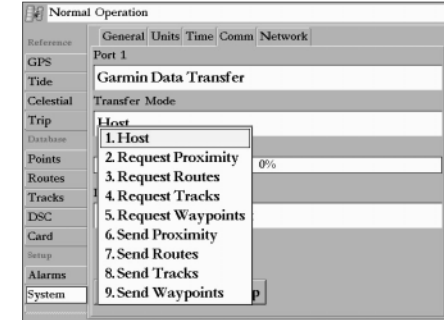 Normal Operation
Reference
GPS
Tide
Celestial
Trip
Database
Points
Routes
Tracks
DSC
Card
Setup
Alarms
System
General Units Time Comm Network
Port 1
Garmin Data Transfer
Transfer Mode
Host
1. Host
2. Request Proximity
3. Request Routes
4. Request Tracks
5. Request Waypoints
6. Send Proximity
7. Send Routes
8. Send Tracks
9. Send Waypoints
0%